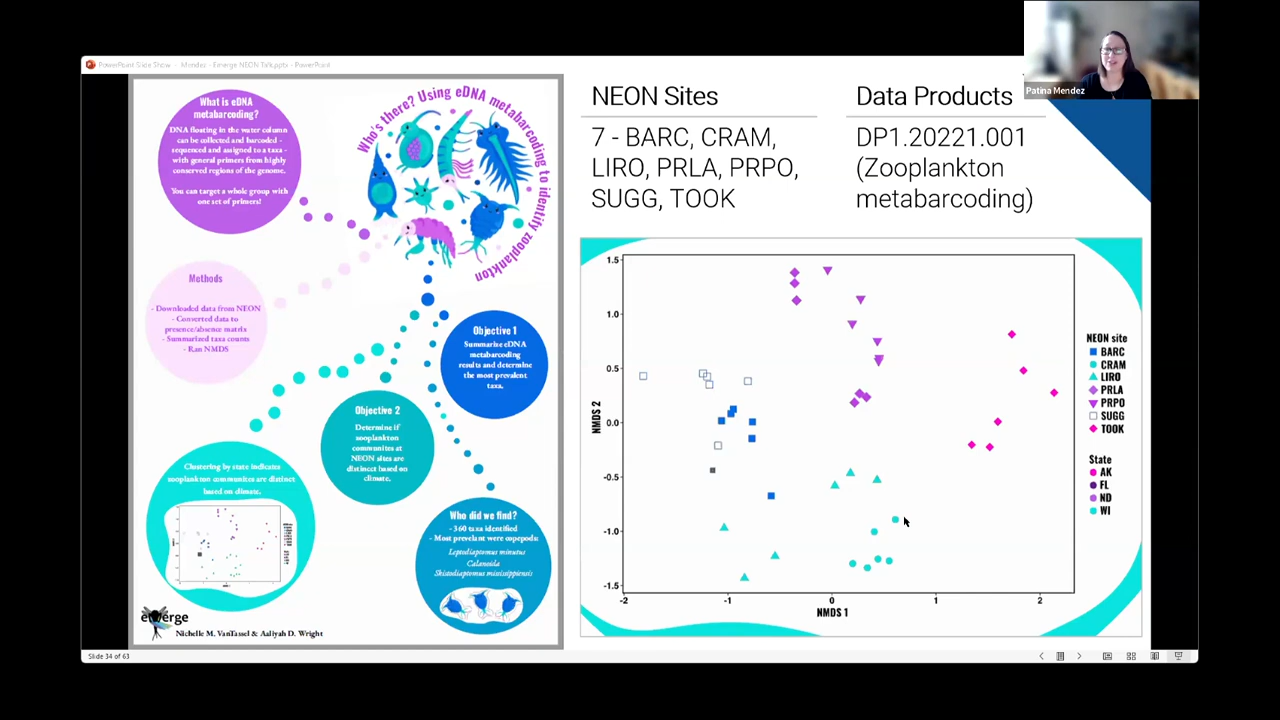 PowerPoint Slide Show - Mendez - Emerge NEON Talk.pptx - PowerPoint
Patina Mendez
What is eDNA
metabarcoding?
DNA floating in the water column
can be collected and barcoded -
sequenced and assigned to a taxa -
with general primers from highly
conserved regions of the genome.
You can target a whole group with
one set of primers!
Who's there? Using eDNA metabarcoding to identify zooplankton
Methods
- Downloaded data from NEON
- Converted data to
presence/absence matrix
- Summarized taxa counts
- Ran NMDS
Objective 1
Summarize eDNA
metabarcoding
results and determine
the most prevalent
taxa.
Objective 2
Determine if
zooplankton
communites at
NEON sites are
distinct based on
climate.
Clustering by state indicates
zooplankton communites are distinct
based on climate.
Who did we find?
- 360 taxa identified
- Most prevelant were copepods:
Leptodiaptomus minutus
Calanoida
Shistodiaptomus mississippiensis
emerge
Nichelle M. VanTassel & Aaliyah D. Wright
NEON Sites
7 - BARC, CRAM,
LIRO, PRLA, PRPO,
SUGG, TOOK
Data Products
DP1.20221.001
(Zooplankton
metabarcoding)
1.5
1.0
0.5
0.0
-0.5
-1.0
-1.5
NMDS 2
-2
-1
0
1
2
NMDS 1
NEON site
BARC
CRAM
LIRO
PRLA
PRPO
SUGG
TOOK
State
AK
FL
ND
WI
Slide 34 of 63